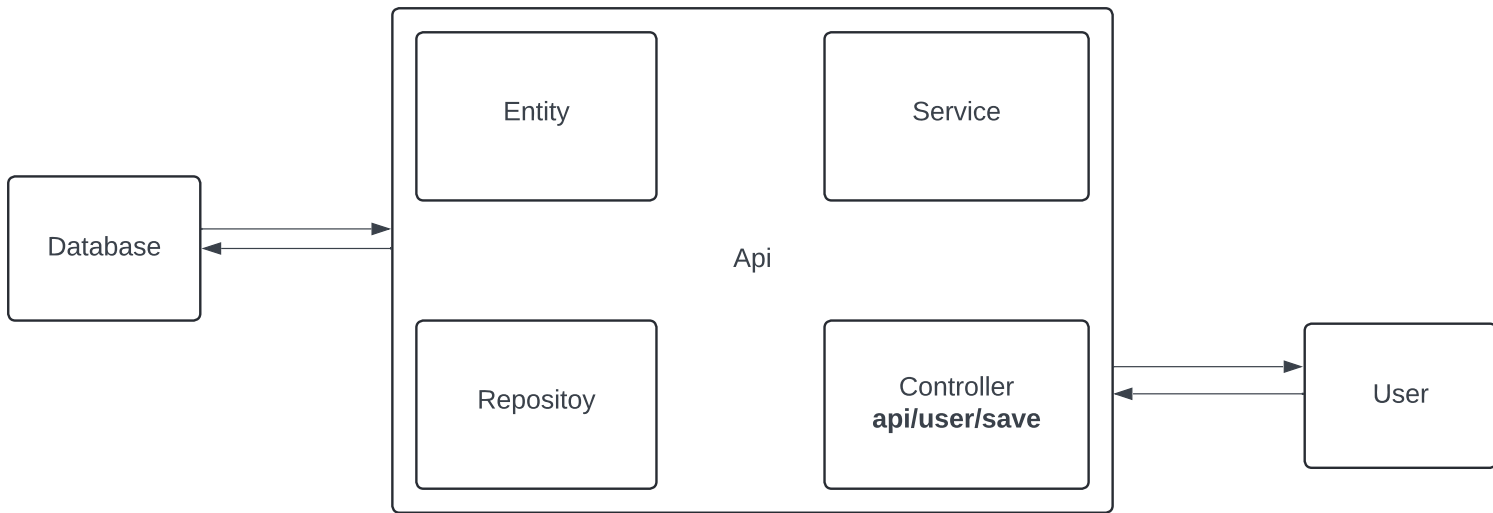 Entity
Service
Database
Api
Repositoy
Controller
api/user/save
User